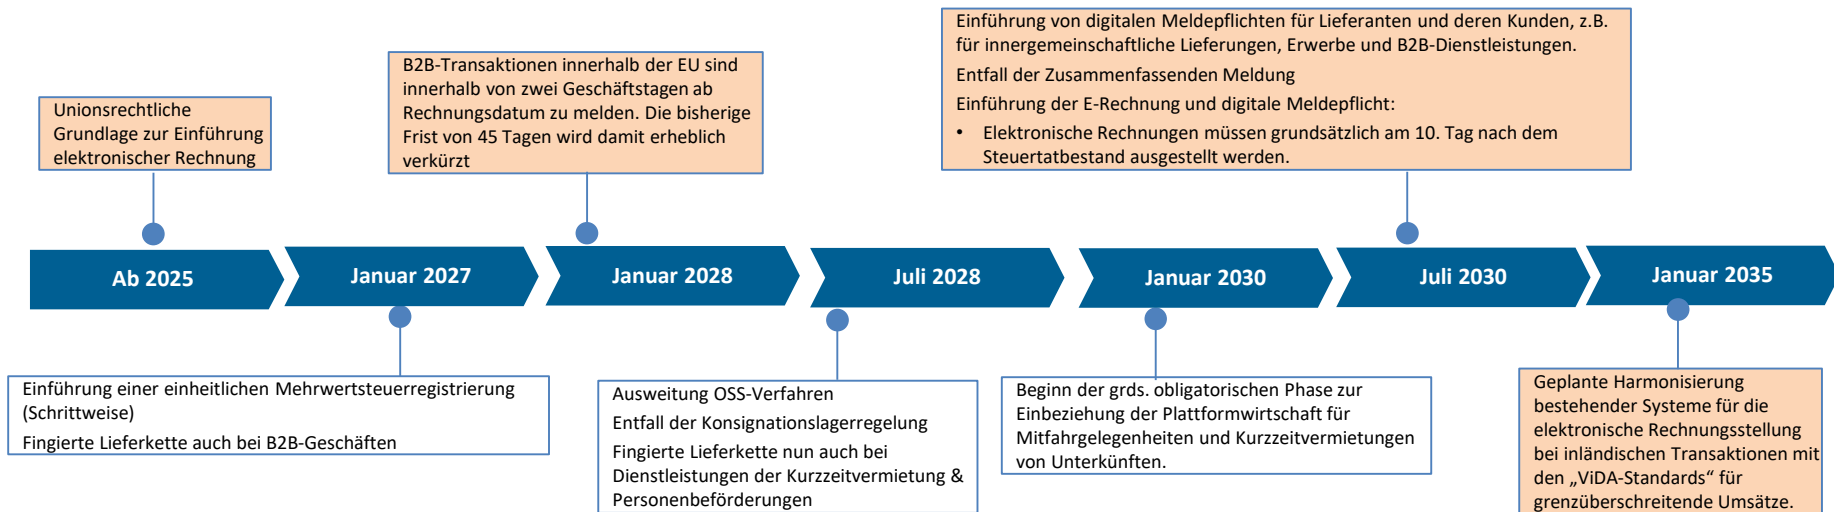 Unionsrechtliche
Grundlage zur Einführung
elektronischer Rechnung
B2B-Transaktionen innerhalb der EU sind
innerhalb von zwei Geschäftstagen ab
Rechnungsdatum zu melden. Die bisherige
Frist von 45 Tagen wird damit erheblich
verkürzt
Einführung von digitalen Meldepflichten für Lieferanten und deren Kunden, z.B.
für innergemeinschaftliche Lieferungen, Erwerbe und B2B-Dienstleistungen.
Entfall der Zusammenfassenden Meldung
Einführung der E-Rechnung und digitale Meldepflicht:
• Elektronische Rechnungen müssen grundsätzlich am 10. Tag nach dem
Steuertatbestand ausgestellt werden.
Ab 2025
Januar 2027
Januar 2028
Juli 2028
Januar 2030
Juli 2030
Januar 2035
Einführung einer einheitlichen Mehrwertsteuerregistrierung
(Schrittweise)
Fingierte Lieferkette auch bei B2B-Geschäften
Ausweitung OSS-Verfahren
Entfall der Konsignationslagerregelung
Fingierte Lieferkette nun auch bei
Dienstleistungen der Kurzzeitvermietung &
Personenbeförderungen
Beginn der grds. obligatorischen Phase zur
Einbeziehung der Plattformwirtschaft für
Mitfahrgelegenheiten und Kurzzeitvermietungen
von Unterkünften.
Geplante Harmonisierung
bestehender Systeme für die
elektronische Rechnungsstellung
bei inländischen Transaktionen mit
den „ViDA-Standards“ für
grenzüberschreitende Umsätze.